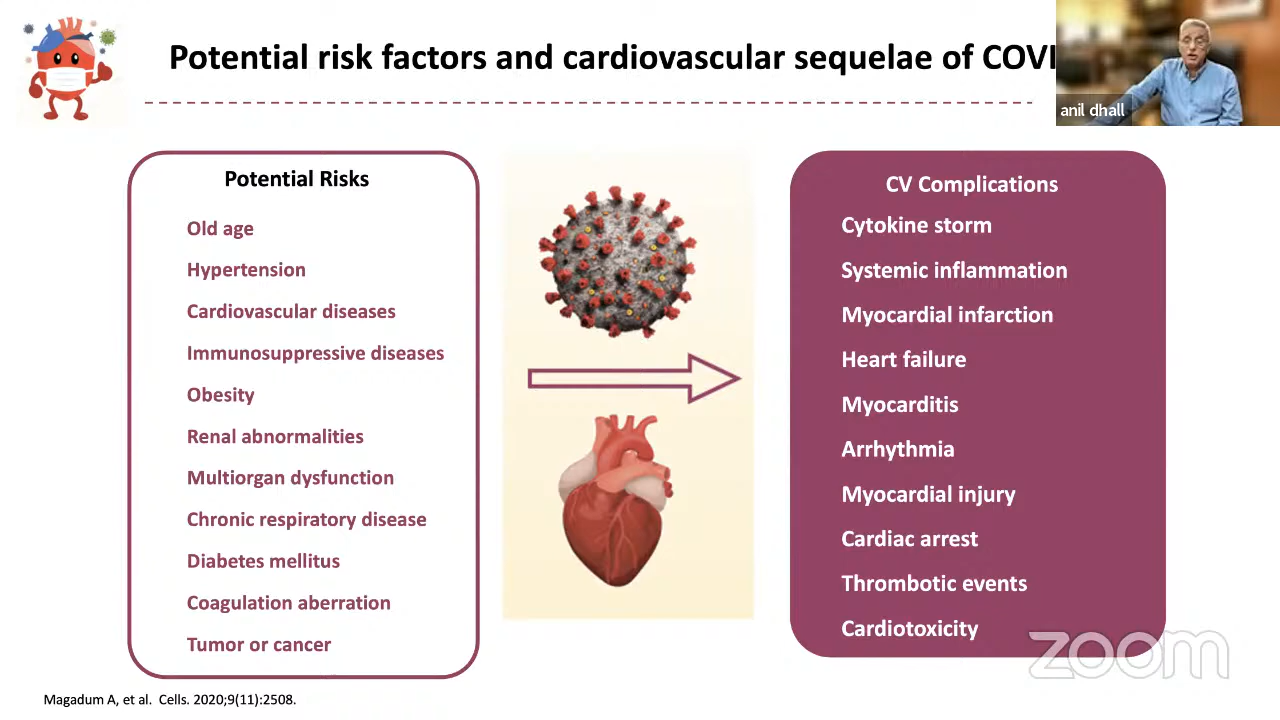 Potential risk factors and cardiovascular sequelae of COVI
anil dhall
Potential Risks
Old age
Hypertension
Cardiovascular diseases
Immunosuppressive diseases
Obesity
Renal abnormalities
Multiorgan dysfunction
Chronic respiratory disease
Diabetes mellitus
Coagulation aberration
Tumor or cancer
CV Complications
Cytokine storm
Systemic inflammation
Myocardial infarction
Heart failure
Myocarditis
Arrhythmia
Myocardial injury
Cardiac arrest
Thrombotic events
Cardiotoxicity
zoom
Magadum A, et al. Cells. 2020;9(11):2508.